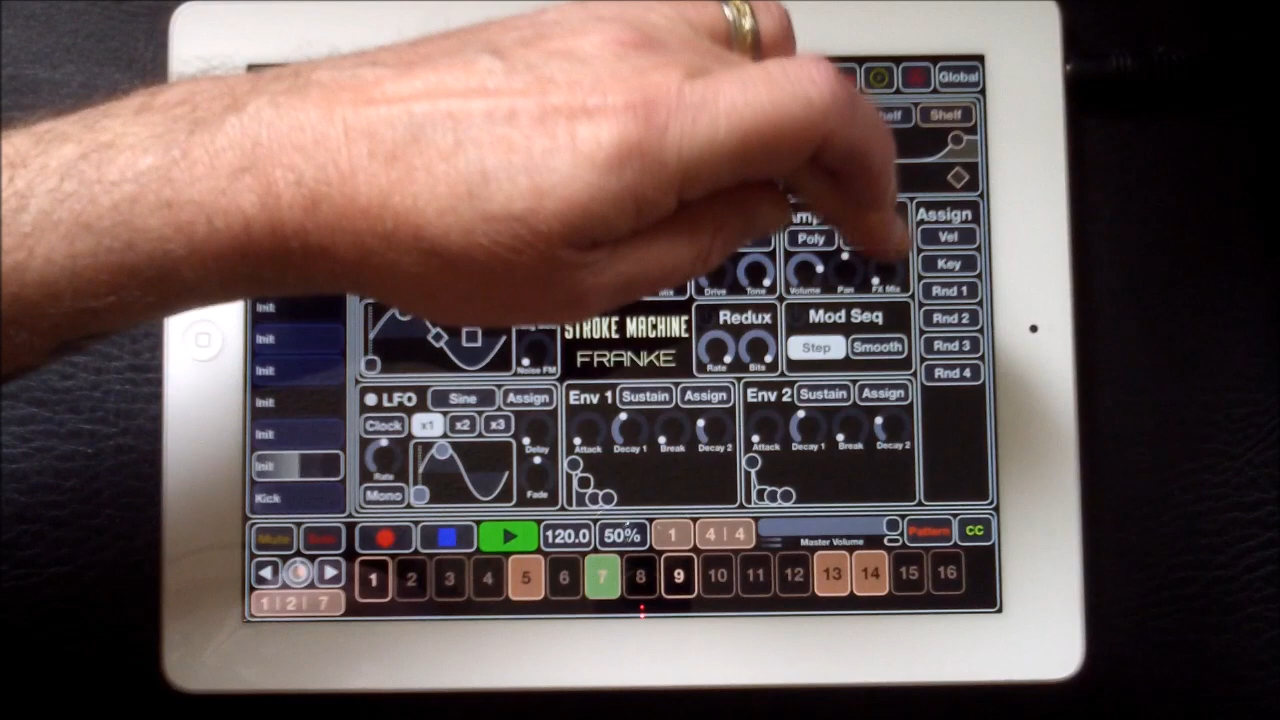 Global
Shelf
Assign
Poly
Vel
Key
Volume Pan FX Mix
Drive Tone
Mix
Rnd 1
Rnd 2
Rnd 3
Rnd 4
Init
Init
Init
Init
Init
Init
Kick
Noise FM
STROKE MACHINE
FRANKE
Redux
Rate Bits
Mod Seq
Step Smooth
LFO Sine Assign
Clock x1 x2 x3
Rate
Mono
Delay
Fade
Env 1 Sustain Assign
Attack Decay 1 Break Decay 2
Env 2 Sustain Assign
Attack Decay 1 Break Decay 2
Mute
120.0 50% 1 4 | 4
Master Volume
Pattern CC
1 2 3 4 5 6 7 8 9 10 11 12 13 14 15 16
1 | 2 | 7